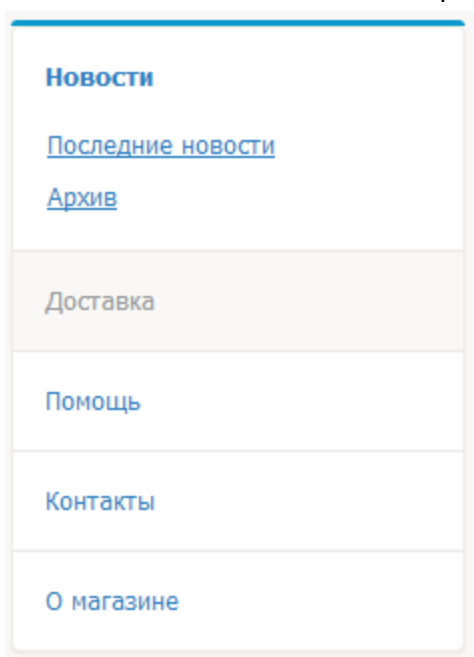 Новости
Последние новости
Архив
Доставка
Помощь
Контакты
О магазине